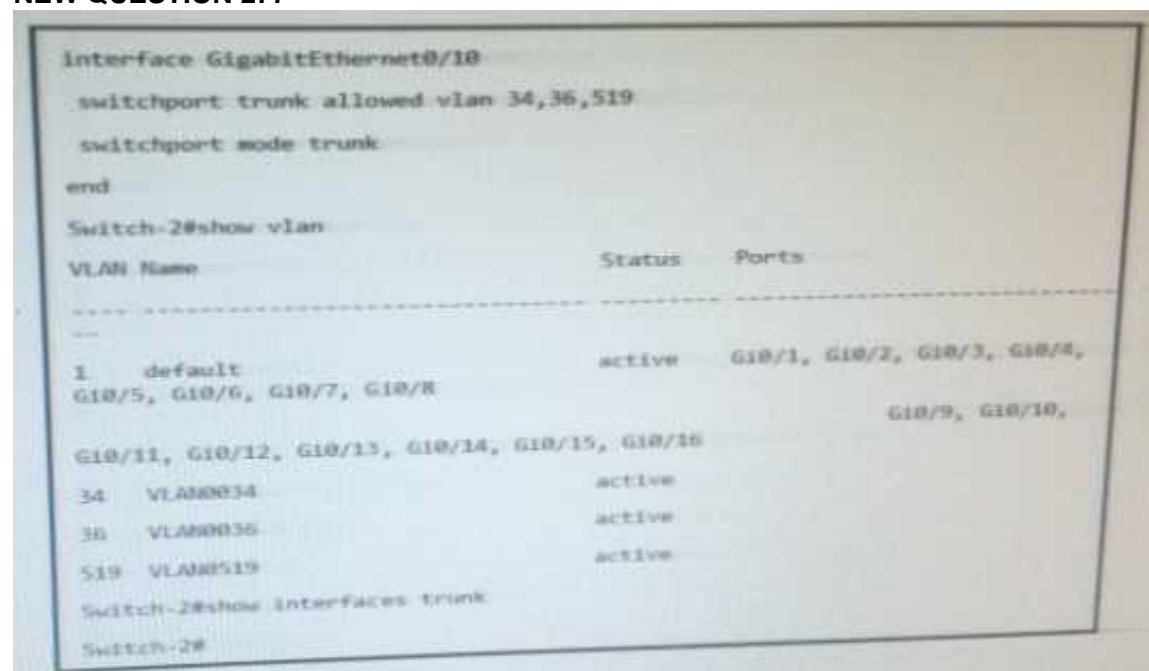 interface GigabitEthernet0/10
switchport trunk allowed vlan 34,36,519
switchport mode trunk
end
Switch-2#show vlan
VLAN Name Status Ports
---- -------------------------------- --------- -------------------------------
--
1 default active Gi0/1, Gi0/2, Gi0/3, Gi0/4,
Gi0/5, Gi0/6, Gi0/7, Gi0/8
Gi0/9, Gi0/10,
Gi0/11, Gi0/12, Gi0/13, Gi0/14, Gi0/15, Gi0/16
34 VLAN0034 active
36 VLAN0036 active
519 VLAN0519 active
Switch-2#show interfaces trunk
Switch-2#